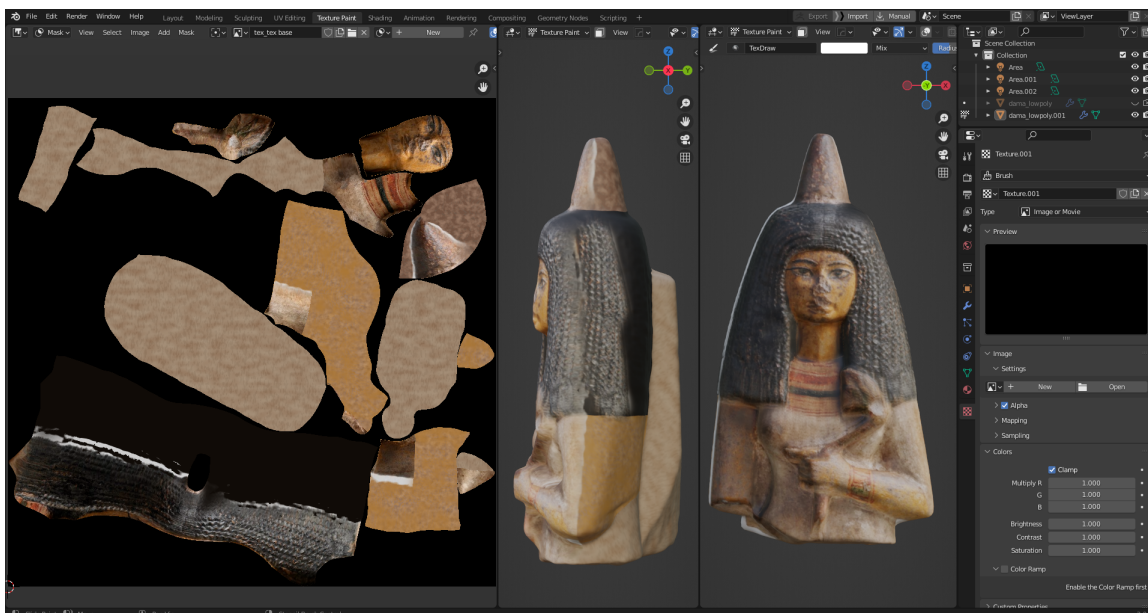 File Edit Render Window Help Layout Modeling Sculpting UV Editing Texture Paint Shading Animation Rendering Compositing Geometry Nodes Scripting + Export Import Manual Scene ViewLayer
Mask View Select Image Add Mask tex_tex base + New
Texture Paint View
Texture Paint View
TexDraw Mix Radiu
Scene Collection
Collection
Area
Area.001
Area.002
dama_lowpoly
dama_lowpoly.001
Texture.001
Brush
Texture.001
Type Image or Movie
Preview
Image
Settings
+ New Open
Alpha
Mapping
Sampling
Colors
Clamp
Multiply R 1.000
G 1.000
B 1.000
Brightness 1.000
Contrast 1.000
Saturation 1.000
Color Ramp
Enable the Color Ramp first
Custom Properties